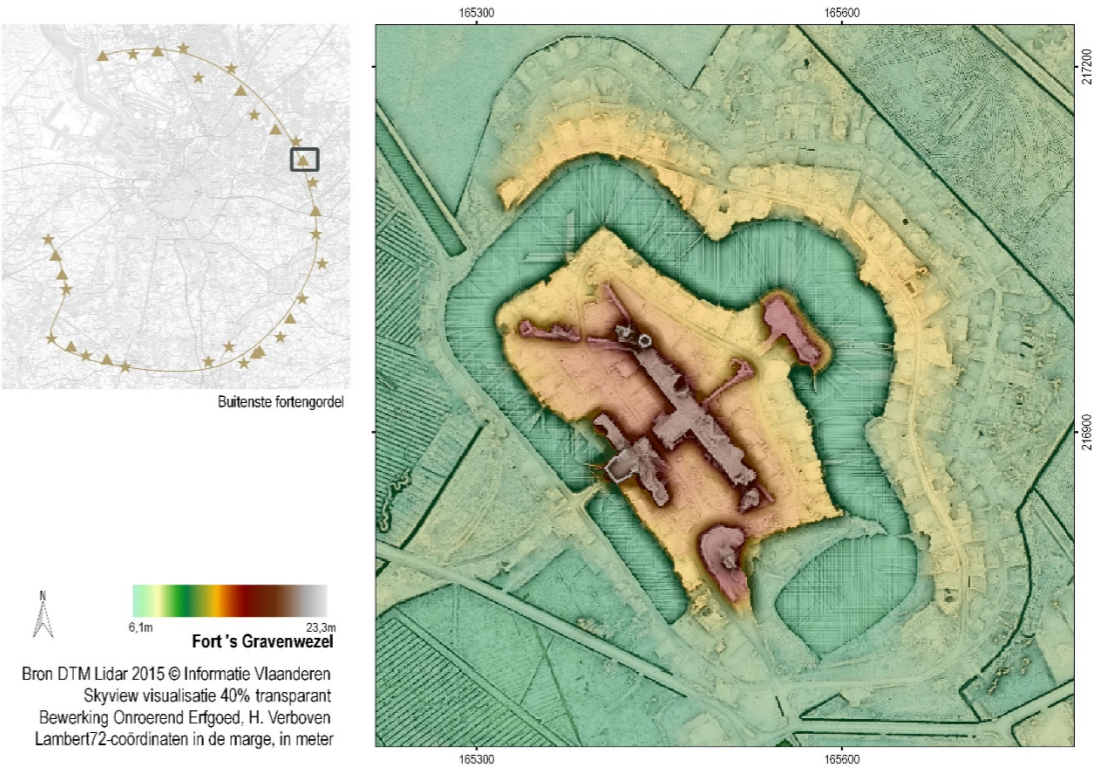 165300
165600
217200
Buitenste fortengordel
216900
N
6,1m
23,3m
Fort 's Gravenwezel
Bron DTM Lidar 2015 © Informatie Vlaanderen
Skyview visualisatie 40% transparant
Bewerking Onroerend Erfgoed, H. Verboven
Lambert72-coördinaten in de marge, in meter
165300
165600